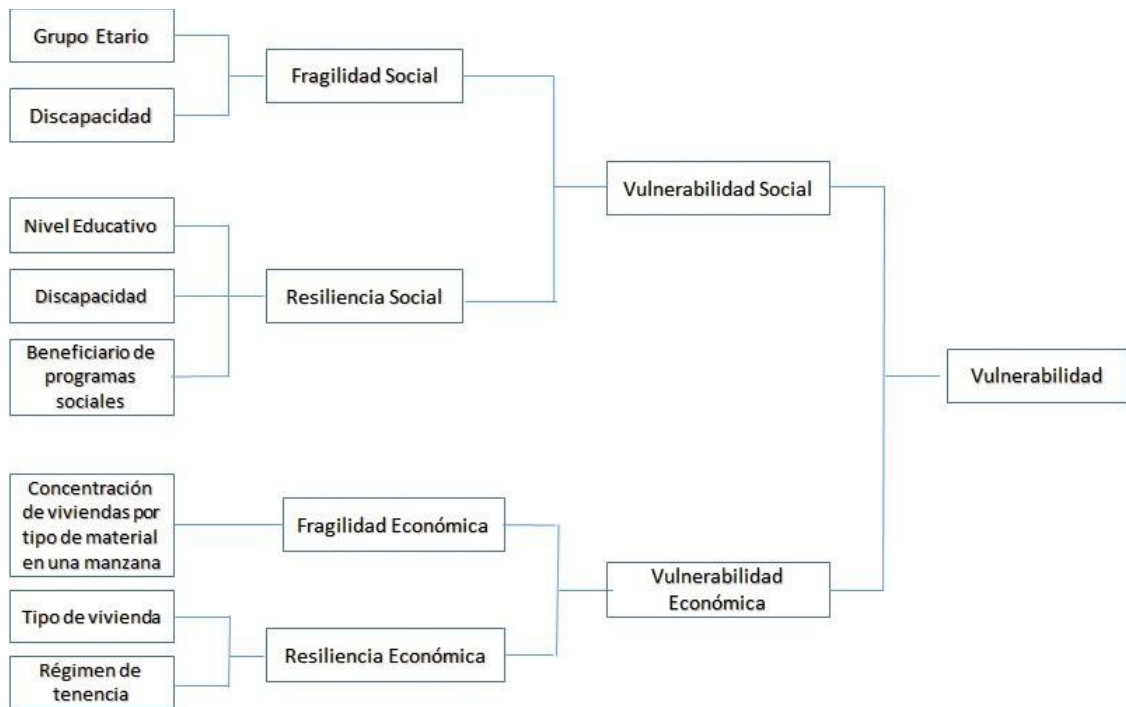 Grupo Etario
Discapacidad
Fragilidad Social
Nivel Educativo
Discapacidad
Beneficiario de
programas
sociales
Resiliencia Social
Vulnerabilidad Social
Concentración
de viviendas por
tipo de material
en una manzana
Fragilidad Económica
Tipo de vivienda
Régimen de
tenencia
Resiliencia Económica
Vulnerabilidad
Económica
Vulnerabilidad